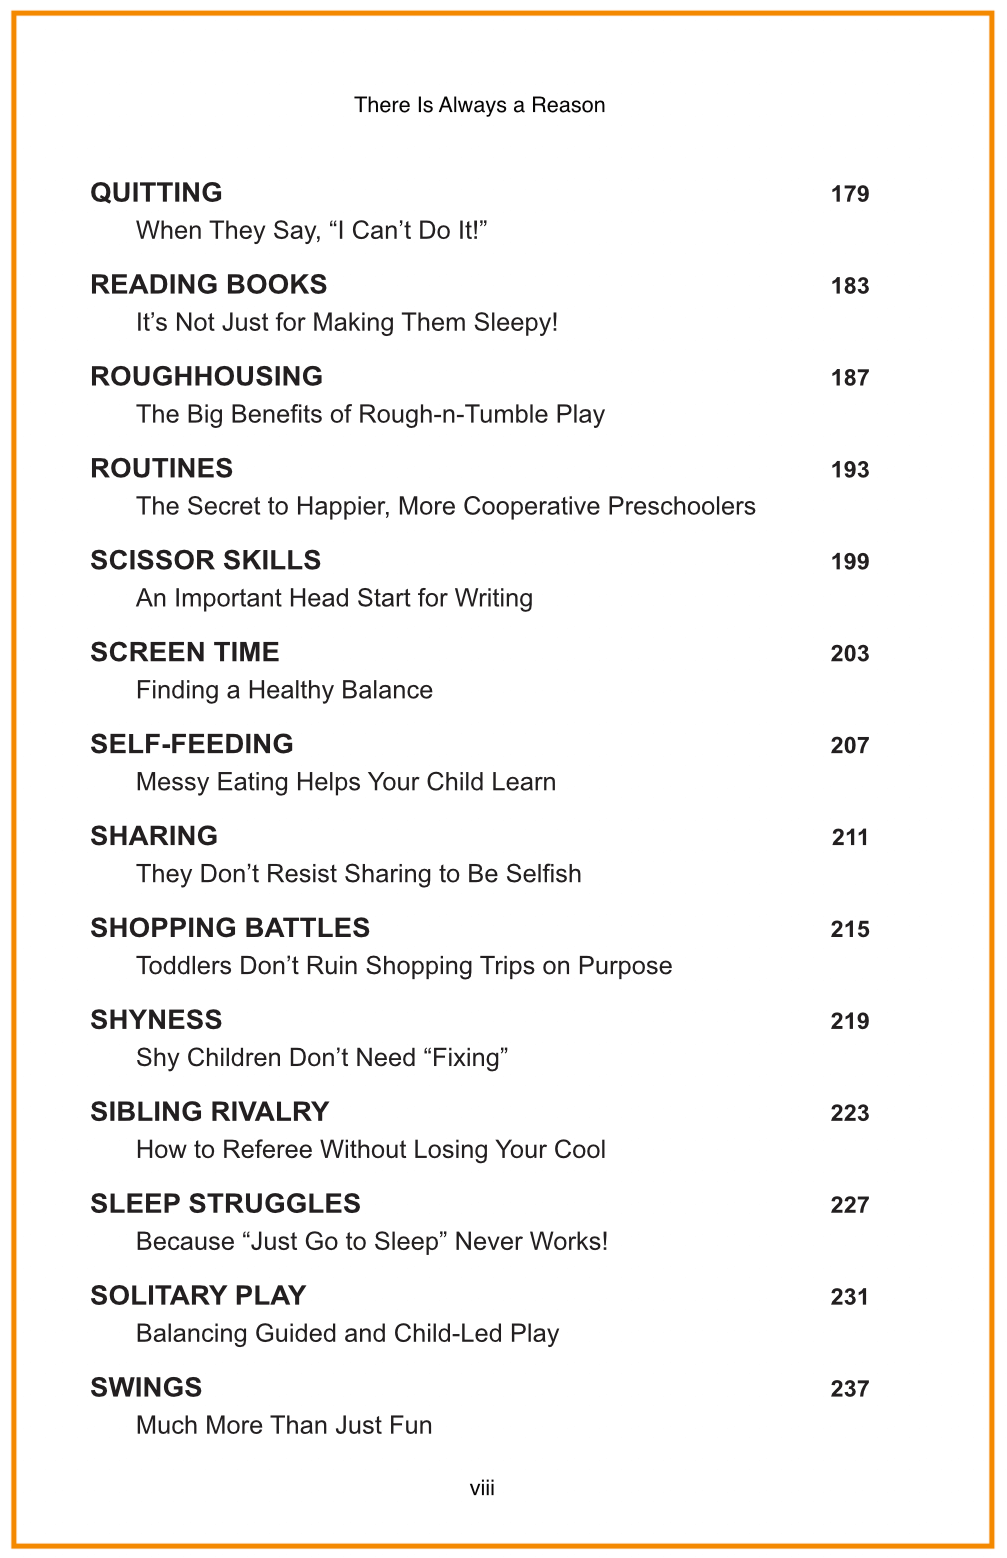 There Is Always a Reason
QUITTING 179
When They Say, “I Can’t Do It!”
READING BOOKS 183
It’s Not Just for Making Them Sleepy!
ROUGHHOUSING 187
The Big Benefits of Rough-n-Tumble Play
ROUTINES 193
The Secret to Happier, More Cooperative Preschoolers
SCISSOR SKILLS 199
An Important Head Start for Writing
SCREEN TIME 203
Finding a Healthy Balance
SELF-FEEDING 207
Messy Eating Helps Your Child Learn
SHARING 211
They Don’t Resist Sharing to Be Selfish
SHOPPING BATTLES 215
Toddlers Don’t Ruin Shopping Trips on Purpose
SHYNESS 219
Shy Children Don’t Need “Fixing”
SIBLING RIVALRY 223
How to Referee Without Losing Your Cool
SLEEP STRUGGLES 227
Because “Just Go to Sleep” Never Works!
SOLITARY PLAY 231
Balancing Guided and Child-Led Play
SWINGS 237
Much More Than Just Fun
viii